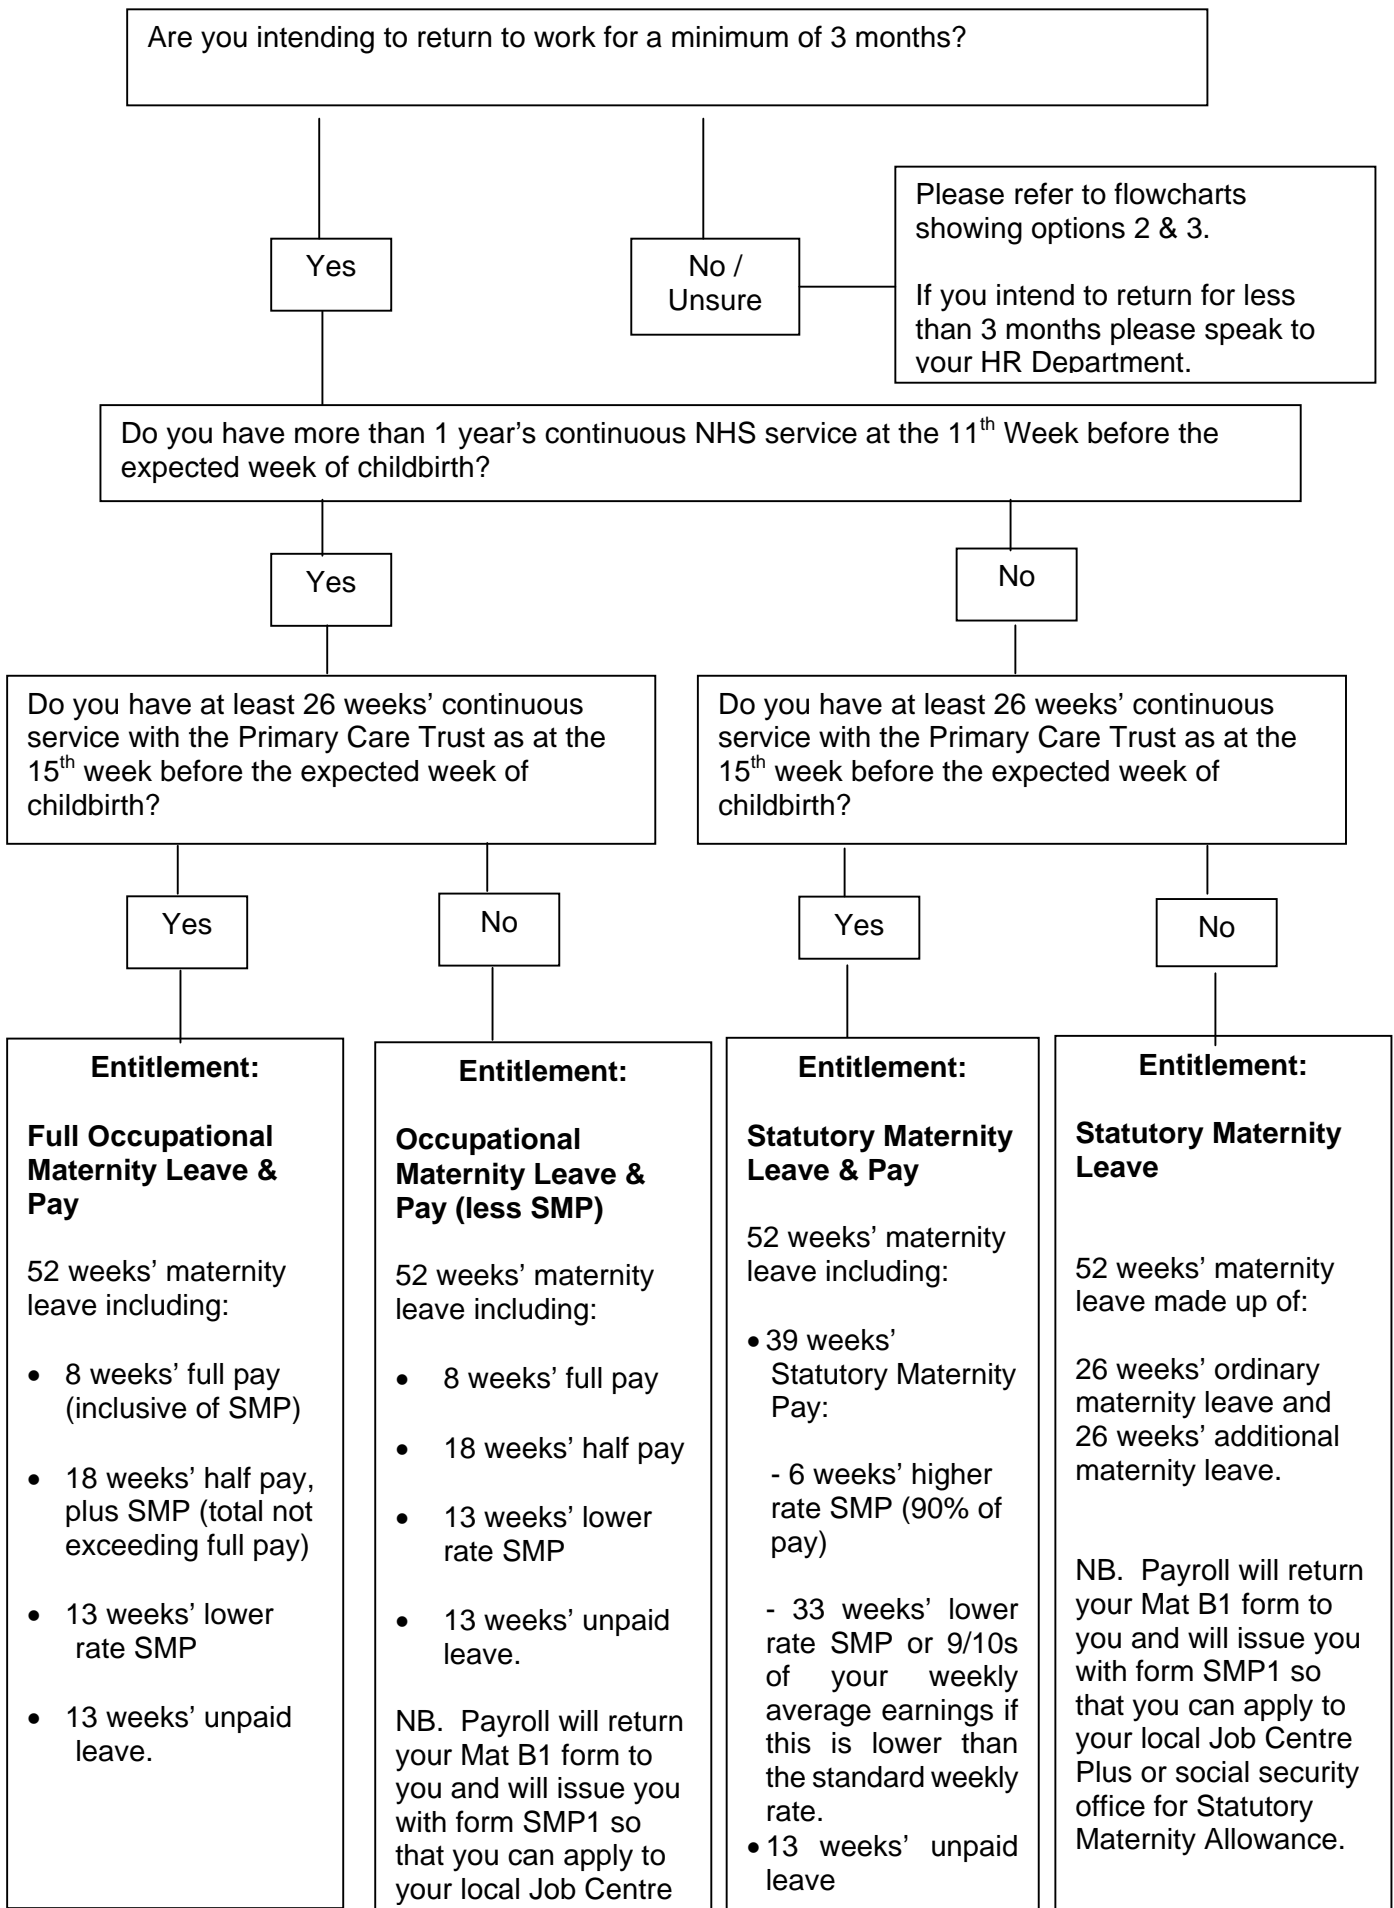 Are you intending to return to work for a minimum of 3 months?
Yes
No /
Unsure
Please refer to flowcharts
showing options 2 & 3.
If you intend to return for less
than 3 months please speak to
your HR Department.
Do you have more than 1 year's continuous NHS service at the 11th Week before the
expected week of childbirth?
Yes
No
Do you have at least 26 weeks' continuous
service with the Primary Care Trust as at the
15th week before the expected week of
childbirth?
Do you have at least 26 weeks' continuous
service with the Primary Care Trust as at the
15th week before the expected week of
childbirth?
Yes
No
Yes
No
Entitlement:
Full Occupational
Maternity Leave &
Pay
52 weeks' maternity
leave including:
• 8 weeks' full pay
(inclusive of SMP)
• 18 weeks' half pay,
plus SMP (total not
exceeding full pay)
• 13 weeks' lower
rate SMP
• 13 weeks' unpaid
leave.
Entitlement:
Occupational
Maternity Leave &
Pay (less SMP)
52 weeks' maternity
leave including:
• 8 weeks' full pay
• 18 weeks' half pay
• 13 weeks' lower
rate SMP
• 13 weeks' unpaid
leave.
NB. Payroll will return
your Mat B1 form to
you and will issue you
with form SMP1 so
that you can apply to
your local Job Centre
Entitlement:
Statutory Maternity
Leave & Pay
52 weeks' maternity
leave including:
• 39 weeks'
Statutory Maternity
Pay:
- 6 weeks' higher
rate SMP (90% of
pay)
- 33 weeks' lower
rate SMP or 9/10s
of your weekly
average earnings if
this is lower than
the standard weekly
rate.
• 13 weeks' unpaid
leave
Entitlement:
Statutory Maternity
Leave
52 weeks' maternity
leave made up of:
26 weeks' ordinary
maternity leave and
26 weeks' additional
maternity leave.
NB. Payroll will return
your Mat B1 form to
you and will issue you
with form SMP1 so
that you can apply to
your local Job Centre
Plus or social security
office for Statutory
Maternity Allowance.